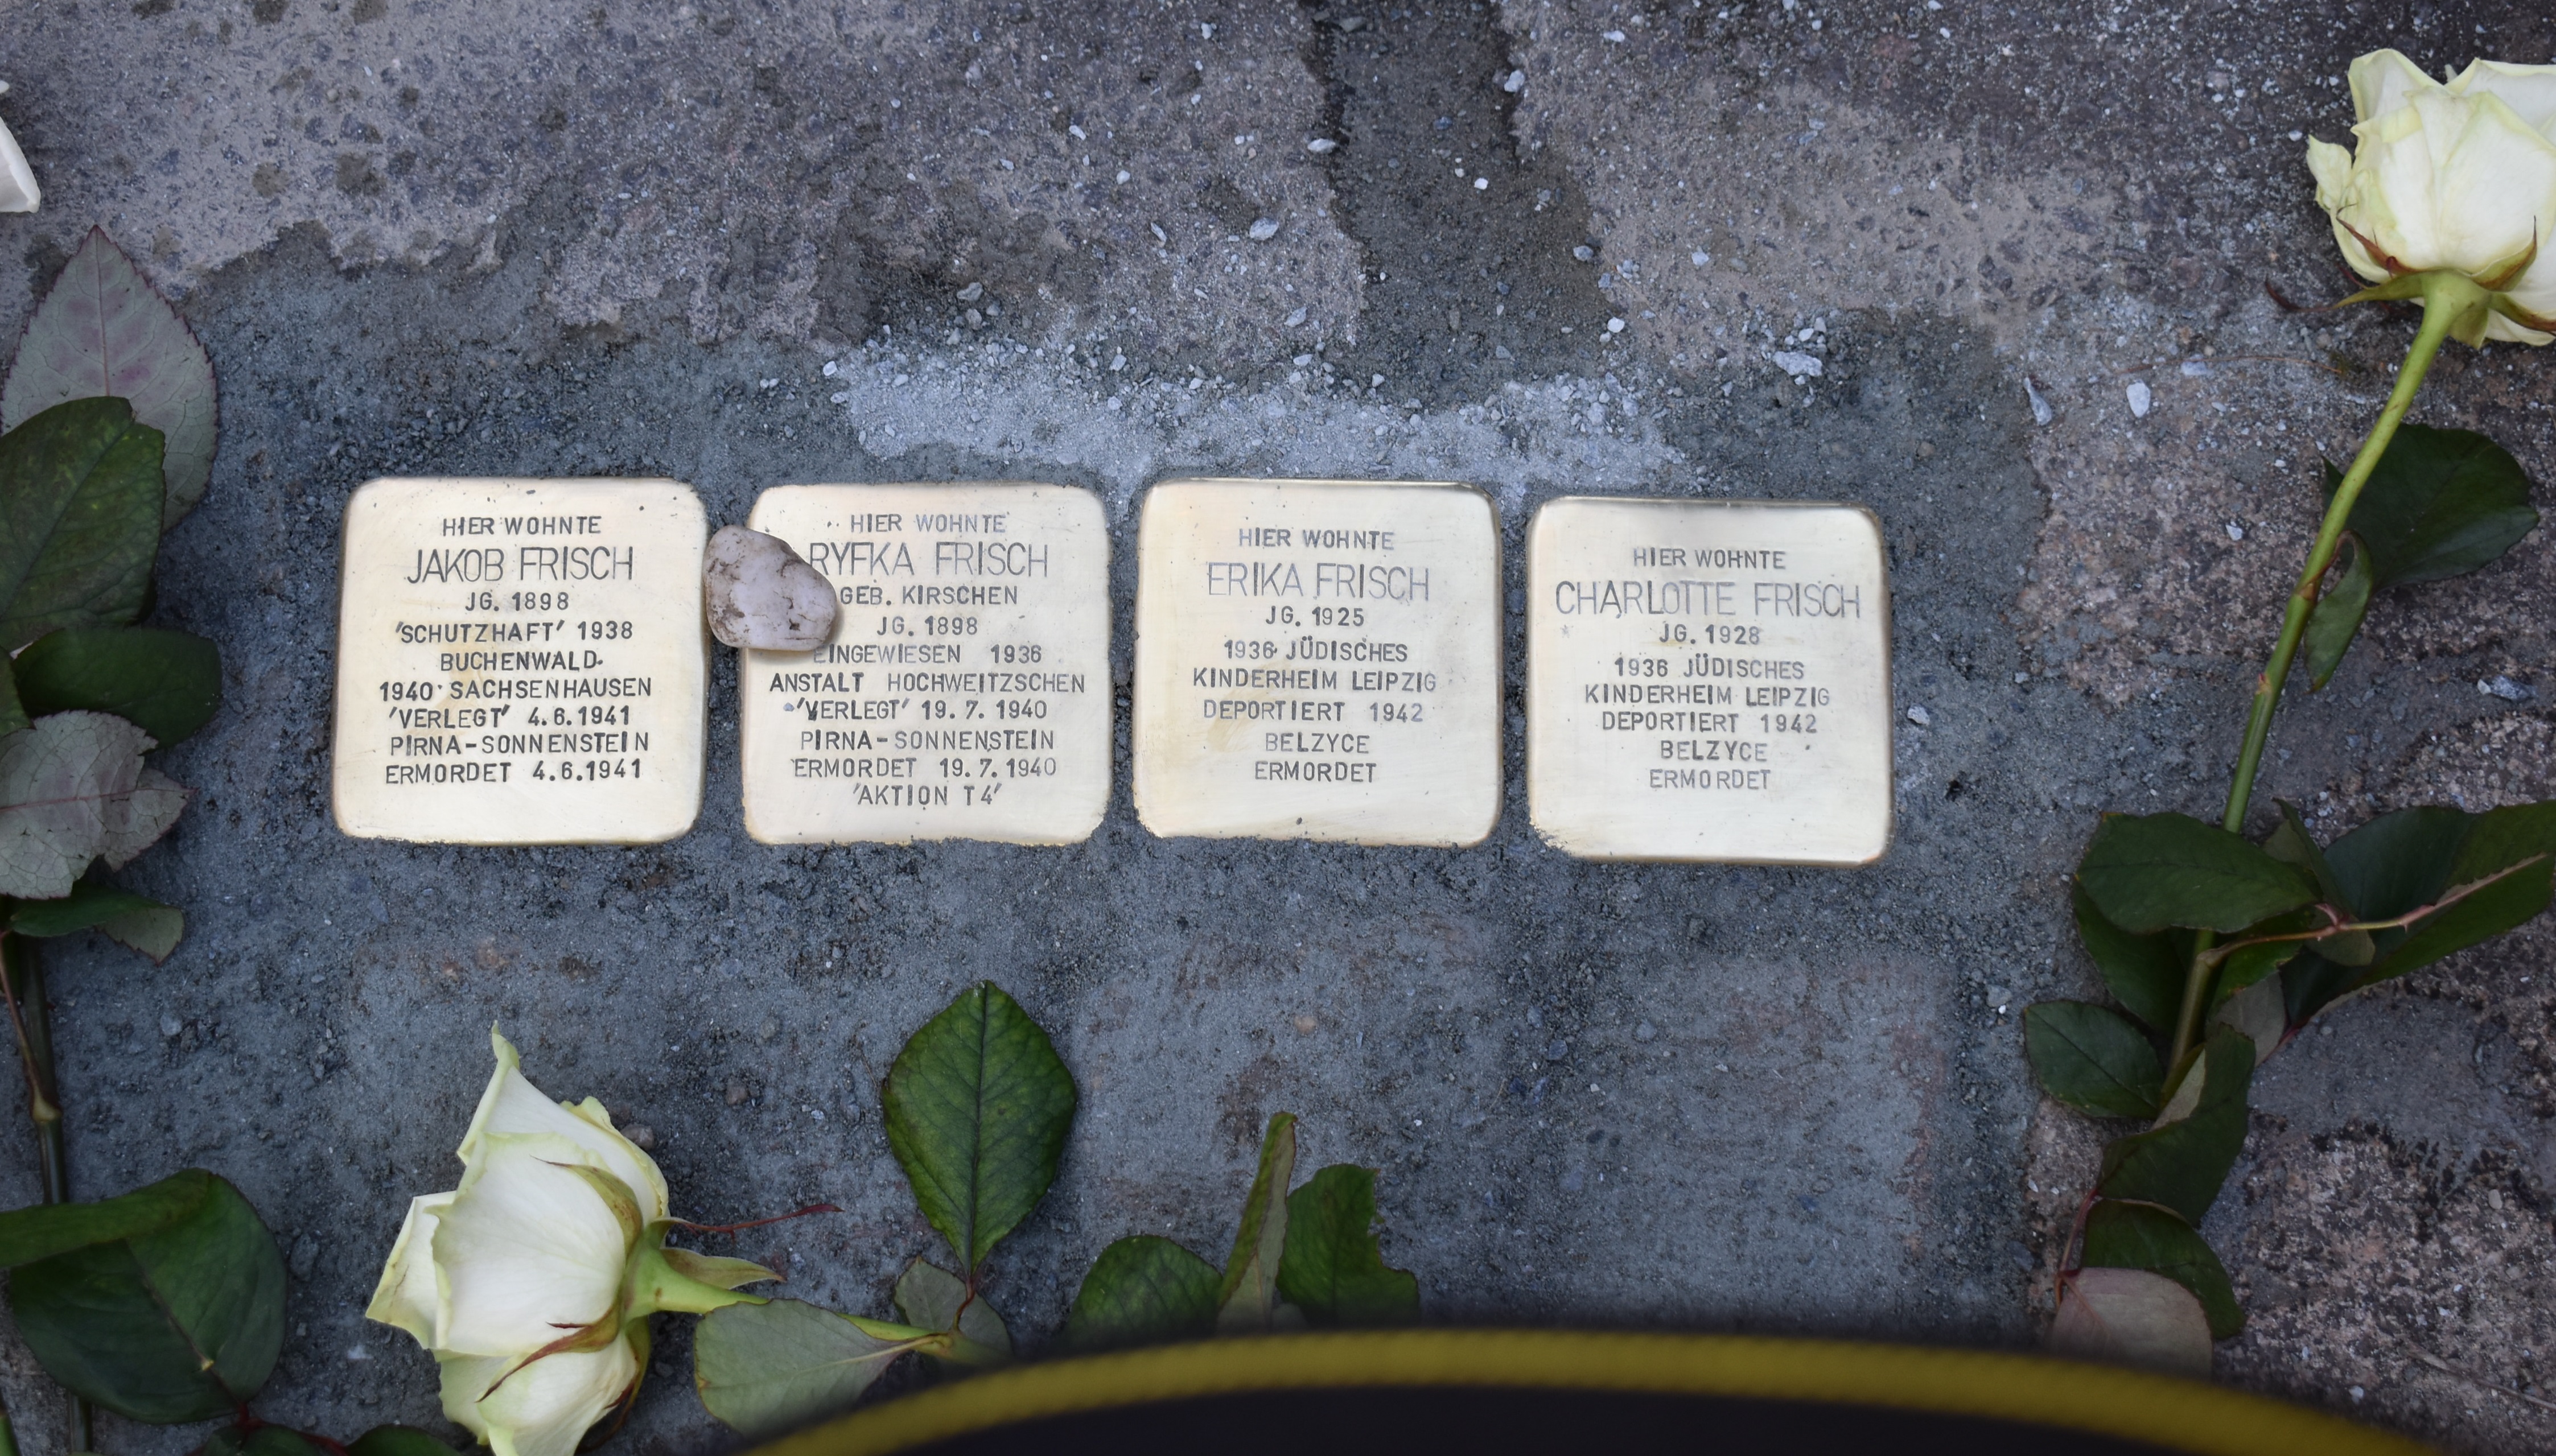 HIER WOHNTE
JAKOB FRISCH
JG. 1898
'SCHUTZHAFT' 1938
BUCHENWALD
1940 SACHSENHAUSEN
'VERLEGT' 4.6.1941
PIRNA-SONNENSTEIN
ERMORDET 4.6.1941
HIER WOHNTE
RYFKA FRISCH
GEB. KIRSCHEN
JG. 1898
EINGEWIESEN 1936
ANSTALT HOCHWEITZSCHEN
'VERLEGT' 19.7.1940
PIRNA-SONNENSTEIN
ERMORDET 19.7.1940
'AKTION T4'
HIER WOHNTE
ERIKA FRISCH
JG. 1925
1936 JÜDISCHES
KINDERHEIM LEIPZIG
DEPORTIERT 1942
BELZYCE
ERMORDET
HIER WOHNTE
CHARLOTTE FRISCH
JG. 1928
1936 JÜDISCHES
KINDERHEIM LEIPZIG
DEPORTIERT 1942
BELZYCE
ERMORDET